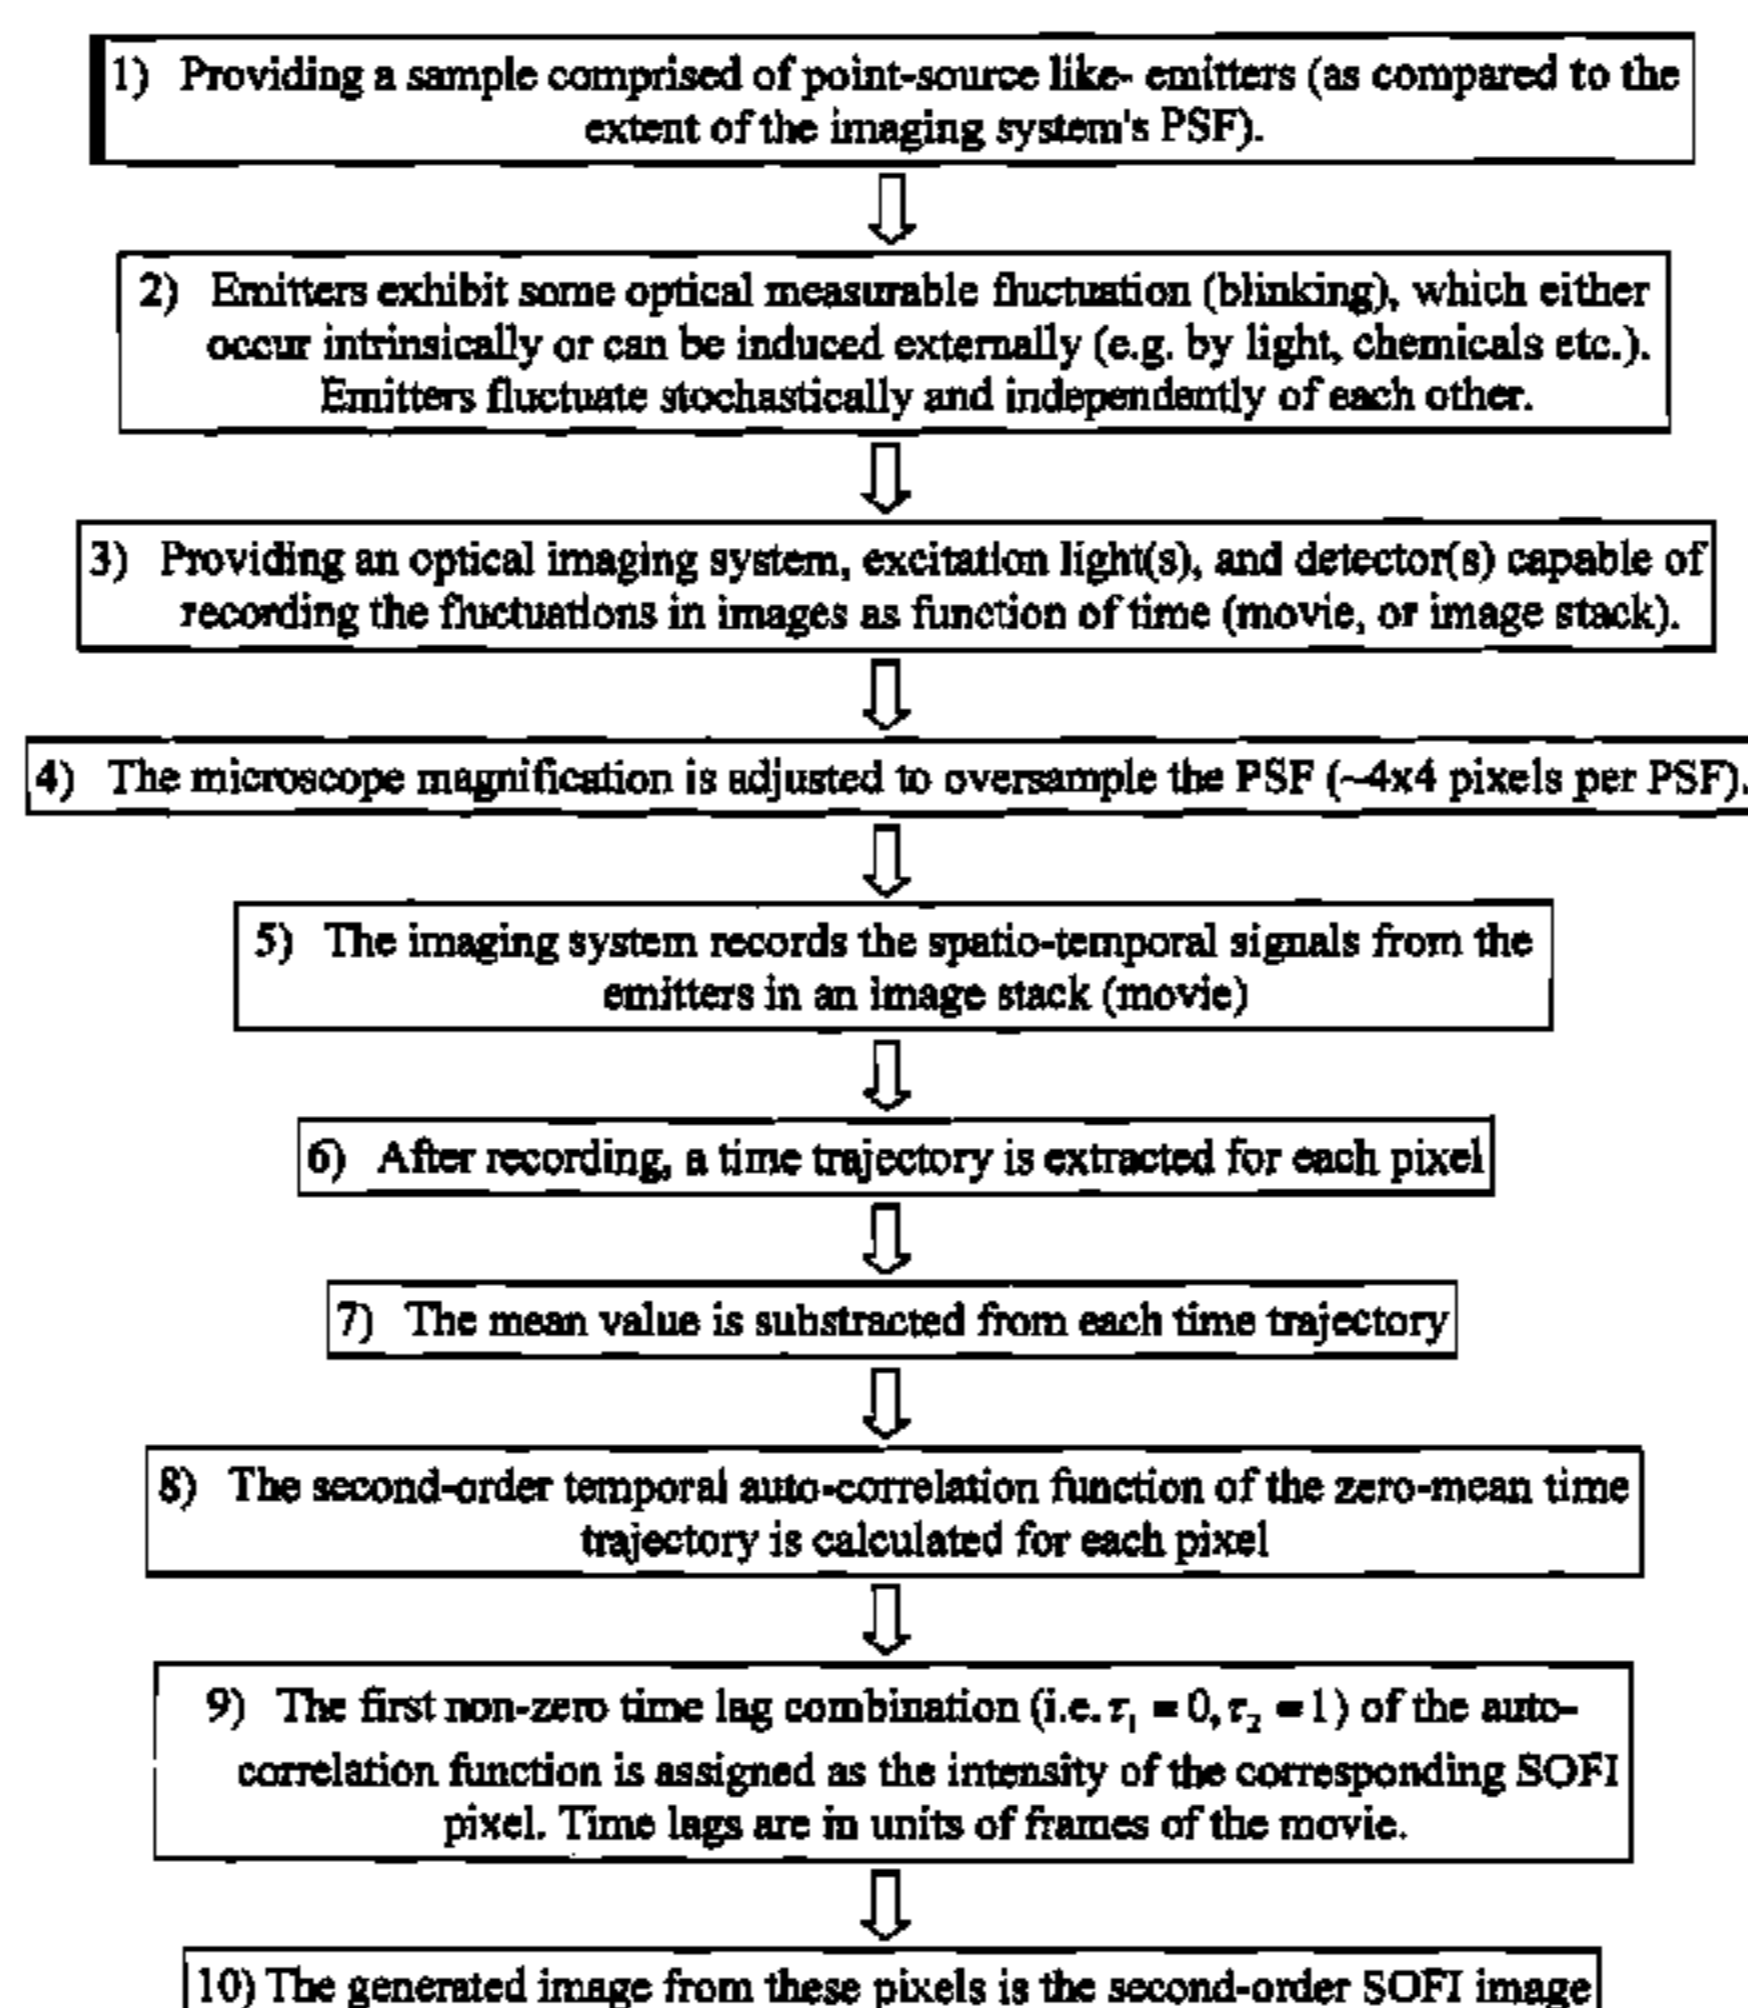 1) Providing a sample comprised of point-source like- emitters (as compared to the
extent of the imaging system's PSF).
2) Emitters exhibit some optical measurable fluctuation (blinking), which either
occur intrinsically or can be induced externally (e.g. by light, chemicals etc.).
Emitters fluctuate stochastically and independently of each other.
3) Providing an optical imaging system, excitation light(s), and detector(s) capable of
recording the fluctuations in images as function of time (movie, or image stack).
4) The microscope magnification is adjusted to oversample the PSF (~4x4 pixels per PSF).
5) The imaging system records the spatio-temporal signals from the
emitters in an image stack (movie)
6) After recording, a time trajectory is extracted for each pixel
7) The mean value is substracted from each time trajectory
8) The second-order temporal auto-correlation function of the zero-mean time
trajectory is calculated for each pixel
9) The first non-zero time lag combination (i.e. τ₁ = 0, τ₂ = 1) of the auto-
correlation function is assigned as the intensity of the corresponding SOFI
pixel. Time lags are in units of frames of the movie.
10) The generated image from these pixels is the second-order SOFI image